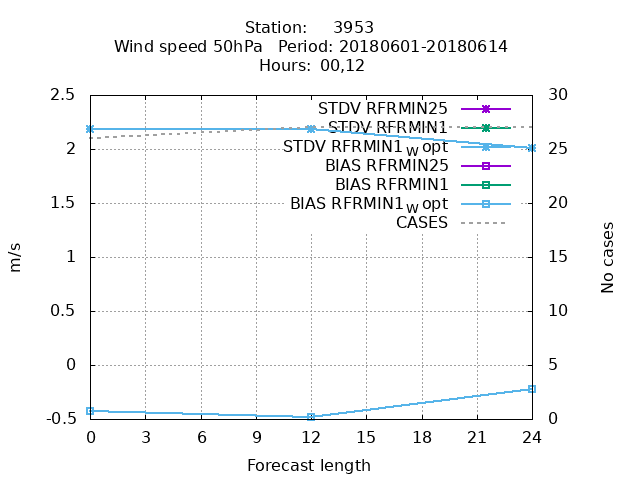 Station: 3953
Wind speed 50hPa Period: 20180601-20180614
Hours: 00,12
2.5
2
1.5
1
0.5
0
-0.5
30
25
20
15
10
5
0
STDV RFRMIN25
STDV RFRMIN1
STDV RFRMIN1W opt
BIAS RFRMIN25
BIAS RFRMIN1
BIAS RFRMIN1W opt
CASES
m/s
No cases
0 3 6 9 12 15 18 21 24
Forecast length